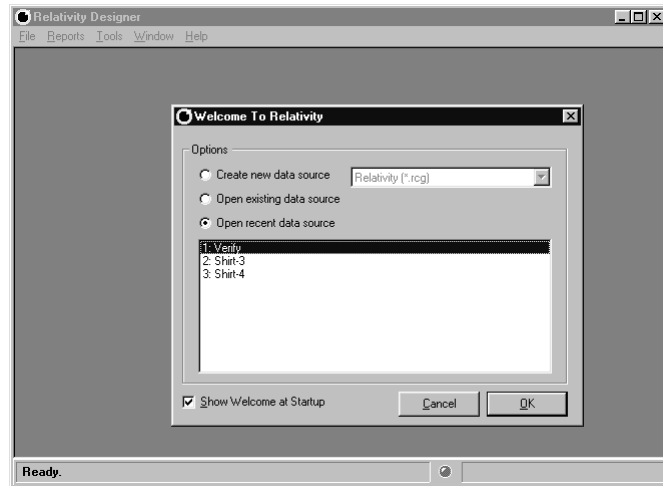 Relativity Designer
File Reports Tools Window Help
Welcome To Relativity
Options
Create new data source Relativity (*.rcg)
Open existing data source
Open recent data source
1: Verify
2: Shirt-3
3: Shirt-4
Show Welcome at Startup Cancel OK
Ready.